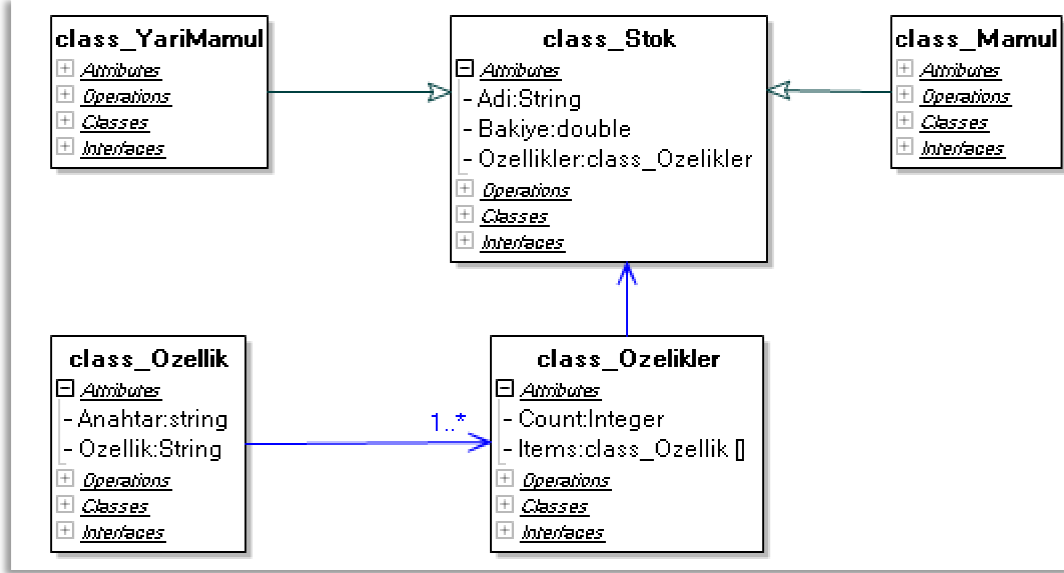 class_YariMamul
Attributes
Operations
Classes
Interfaces
class_Stok
Attributes
- Adi:String
- Bakiye:double
- Ozellikler:class_Ozelikler
Operations
Classes
Interfaces
class_Mamul
Attributes
Operations
Classes
Interfaces
class_Ozellik
Attributes
- Anahtar:string
- Ozellik:String
Operations
Classes
Interfaces
1..*
class_Ozelikler
Attributes
- Count:Integer
- Items:class_Ozellik []
Operations
Classes
Interfaces